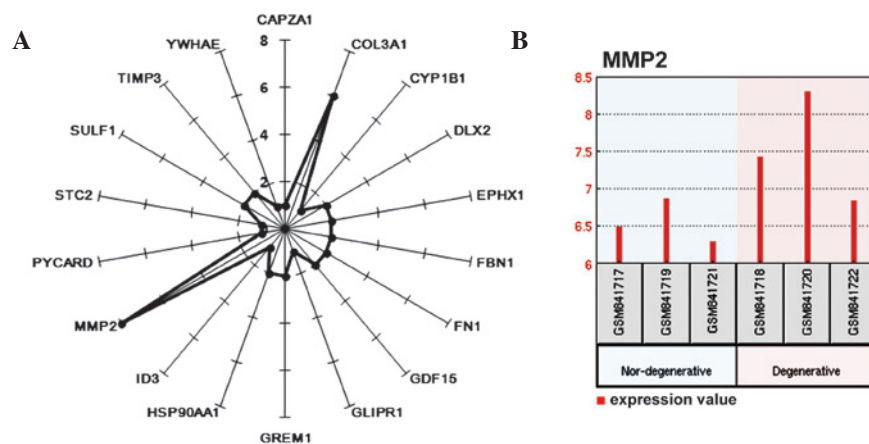 A
CAPZA1
COL3A1
CYP1B1
DLX2
EPHX1
FBN1
FN1
GDF15
GLIPR1
GREM1
HSP90AA1
ID3
MMP2
PYCARD
STC2
SULF1
TIMP3
YWHAE
8
6
4
2
B
MMP2
8.5
8
7.5
7
6.5
6
GSM841717
GSM841719
GSM841721
GSM841718
GSM841720
GSM841722
Nor-degenerative
Degenerative
expression value